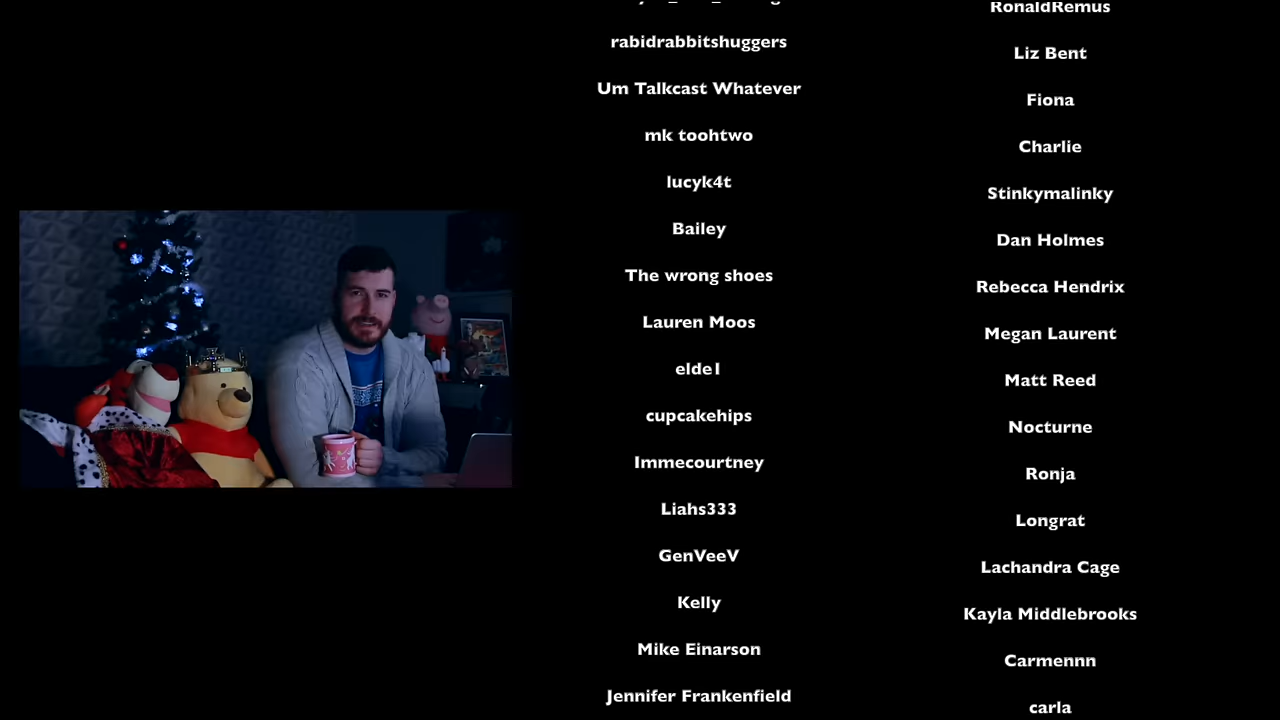 rabidrabbitshuggers
Um Talkcast Whatever
mk toohtwo
lucyk4t
Bailey
The wrong shoes
Lauren Moos
elde1
cupcakehips
Immecourtney
Liahs333
GenVeeV
Kelly
Mike Einarson
Jennifer Frankenfield
RonaldRemus
Liz Bent
Fiona
Charlie
Stinkymalinky
Dan Holmes
Rebecca Hendrix
Megan Laurent
Matt Reed
Nocturne
Ronja
Longrat
Lachandra Cage
Kayla Middlebrooks
Carmennn
carla